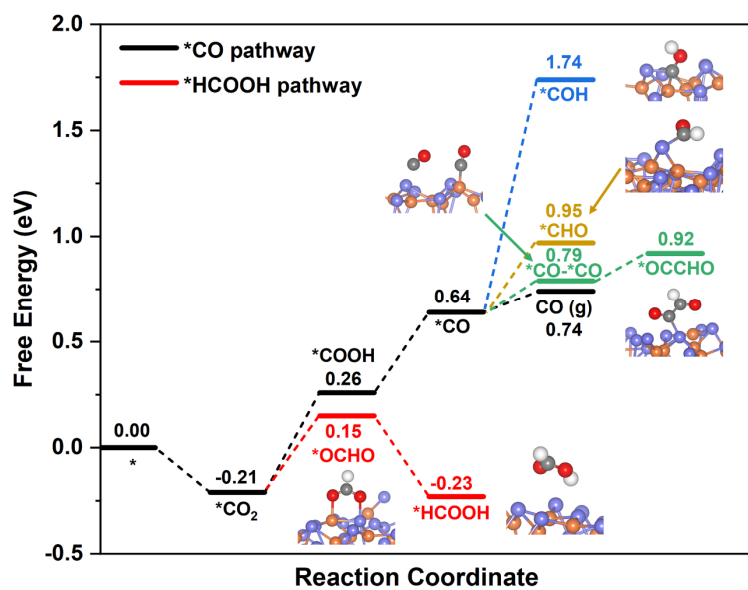 2.0
1.5
1.0
0.5
0.0
-0.5
Free Energy (eV)
Reaction Coordinate
*CO pathway
*HCOOH pathway
0.00
*
-0.21
*CO₂
*COOH
0.26
0.15
*OCHO
0.64
*CO
-0.23
*HCOOH
1.74
*COH
0.95
*CHO
0.79
*CO-*CO
CO (g)
0.74
0.92
*OCCHO